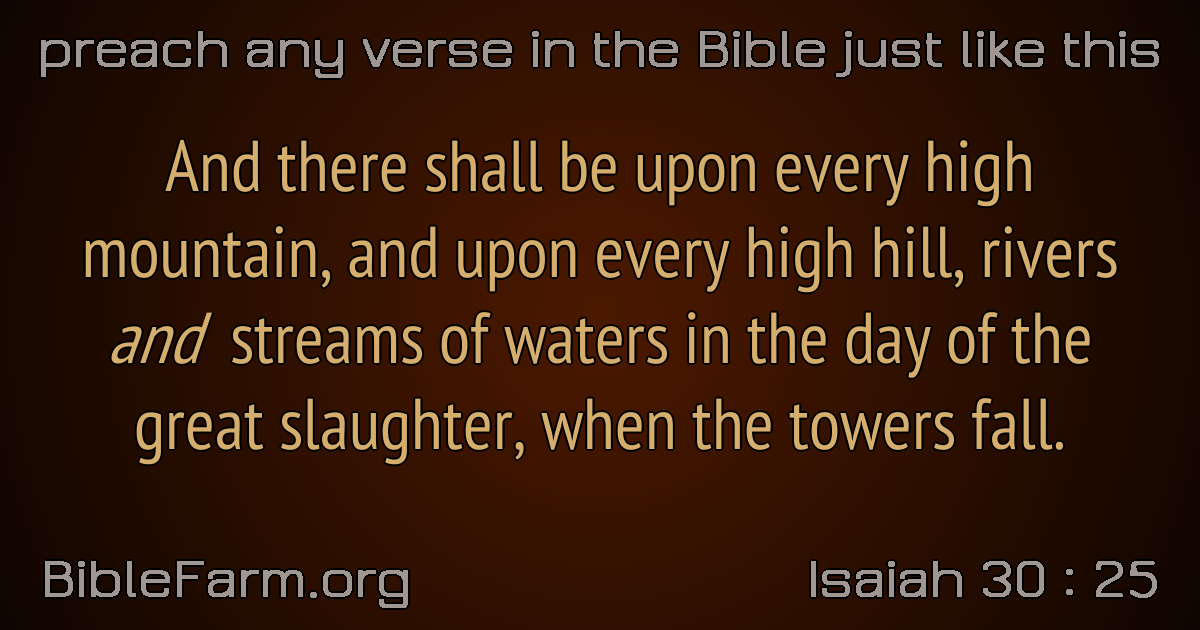 preach any verse in the Bible just like this
And there shall be upon every high
mountain, and upon every high hill, rivers
and streams of waters in the day of the
great slaughter, when the towers fall.
BibleFarm.org
Isaiah 30 : 25